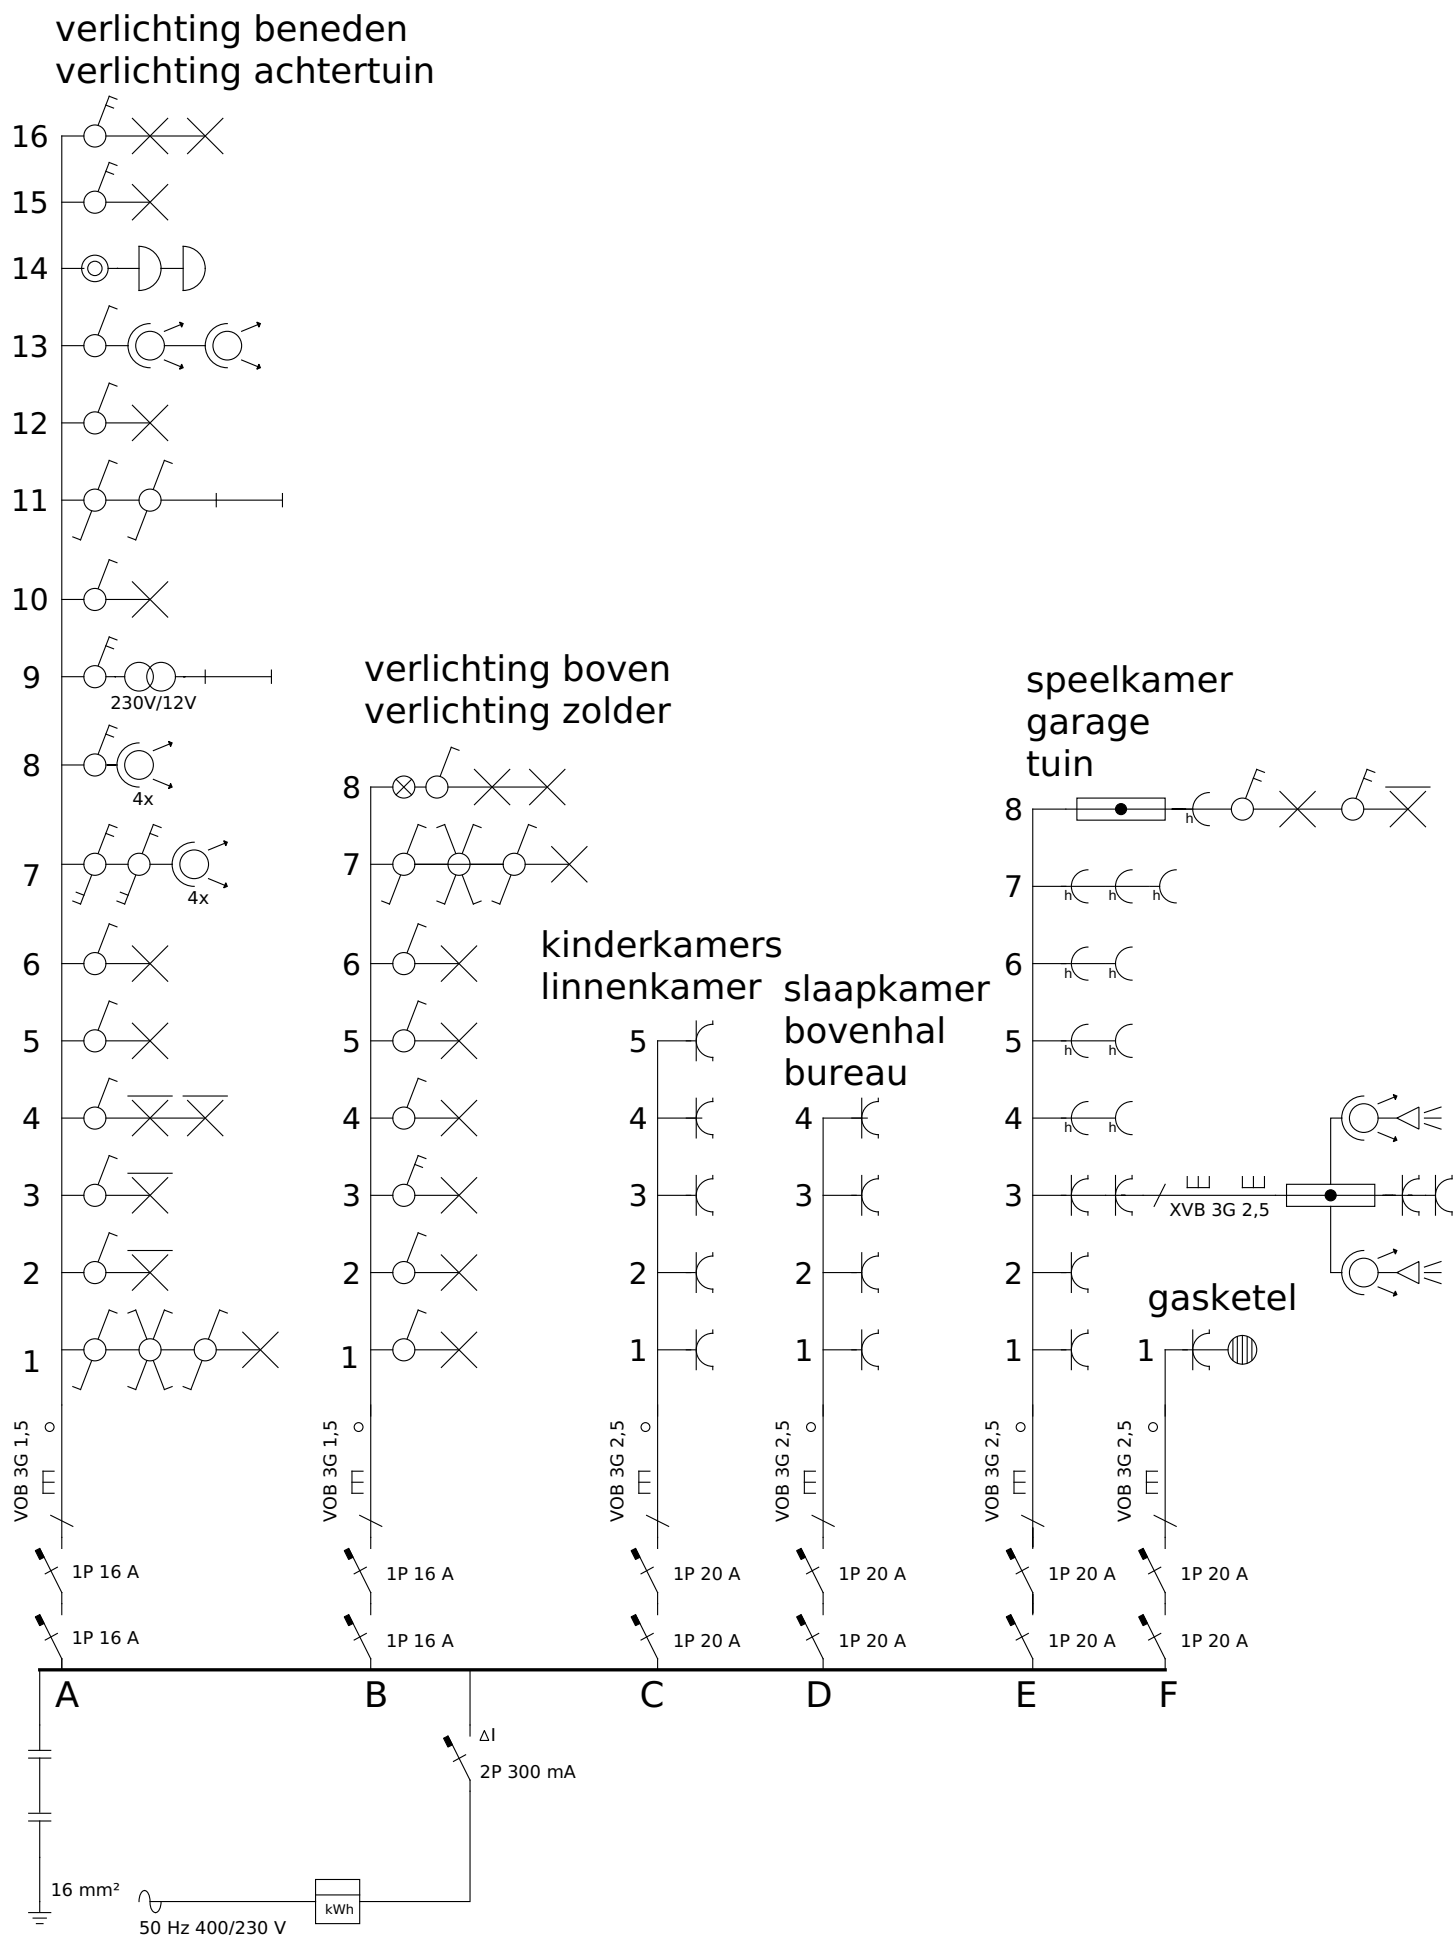 verlichting beneden
verlichting achtertuin
16
15
14
13
12
11
10
9
230V/12V
8
4x
7
4x
6
5
4
3
2
1
VOB 3G 1,5
1P 16 A
1P 16 A
A
verlichting boven
verlichting zolder
8
7
6
5
4
3
2
1
VOB 3G 1,5
1P 16 A
1P 16 A
B
kinderkamers
linnenkamer
5
4
3
2
1
VOB 3G 2,5
1P 20 A
1P 20 A
C
slaapkamer
bovenhal
bureau
4
3
2
1
VOB 3G 2,5
1P 20 A
1P 20 A
D
speelkamer
garage
tuin
8
h
7
h h h
6
h h
5
h h
4
h h
3
XVB 3G 2,5
2
1
VOB 3G 2,5
1P 20 A
1P 20 A
E
gasketel
1
VOB 3G 2,5
1P 20 A
1P 20 A
F
ΔI
2P 300 mA
16 mm²
kWh
50 Hz 400/230 V